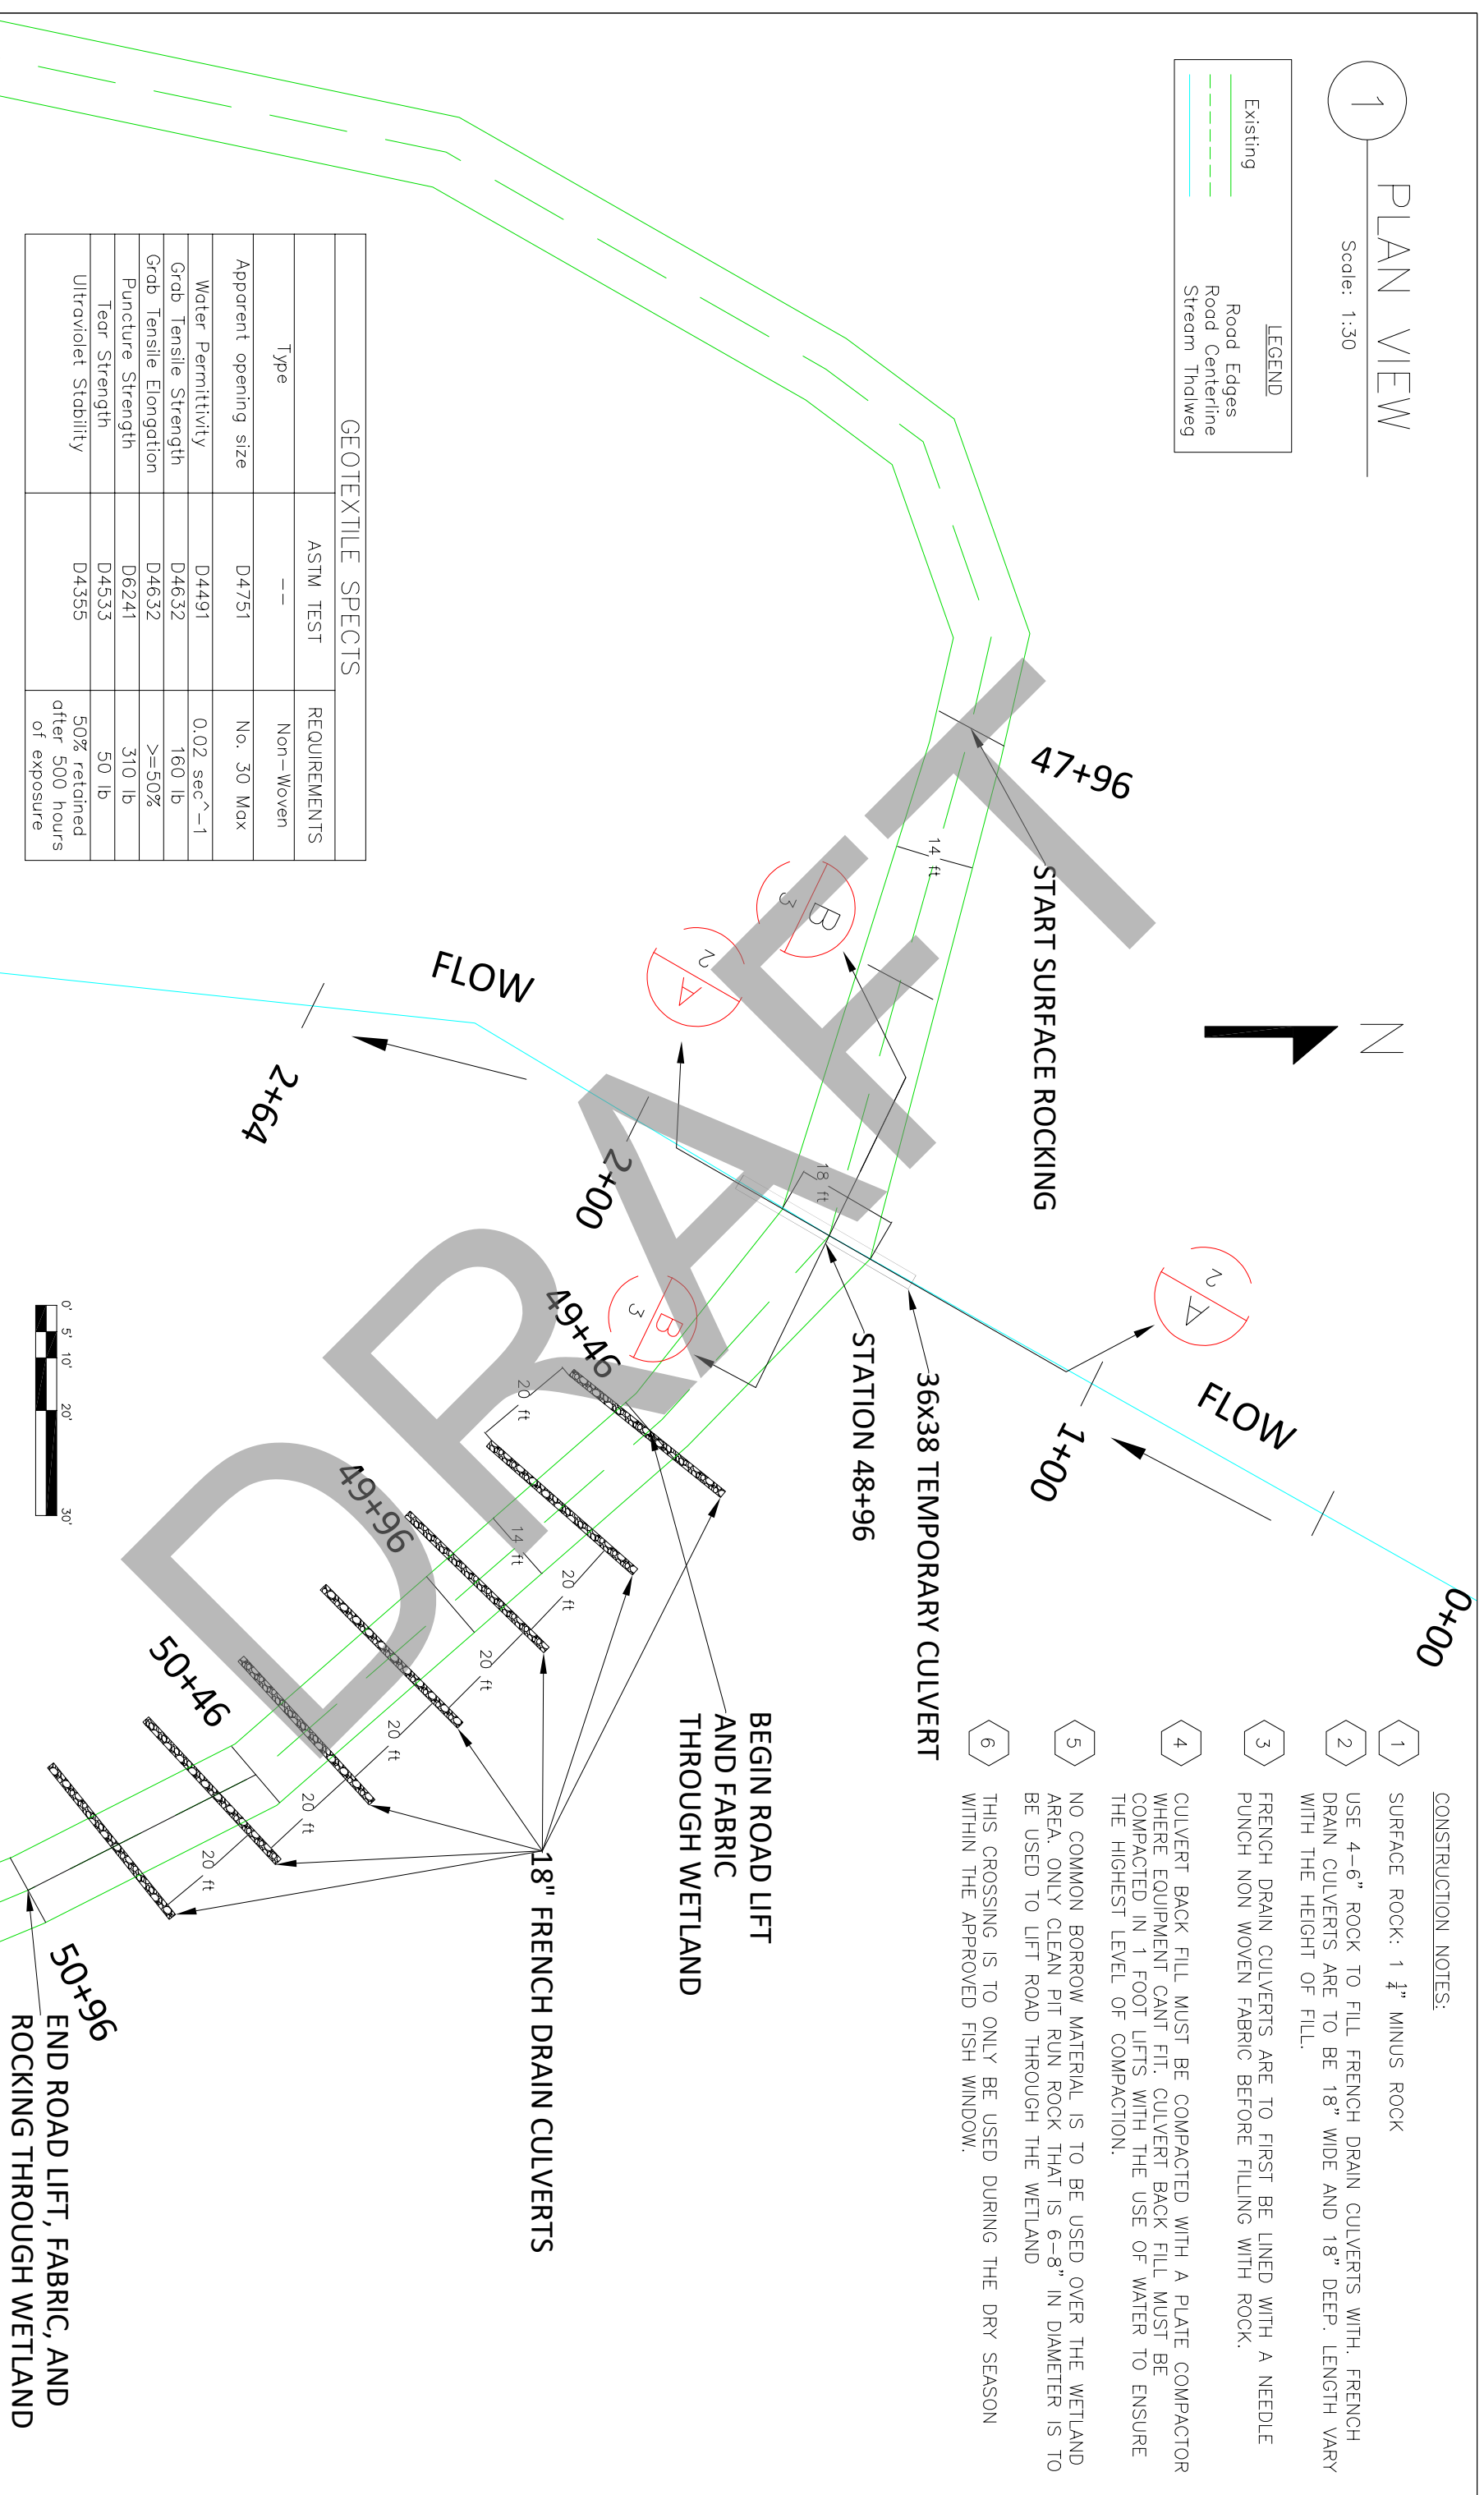 1
PLAN VIEW
Scale: 1:30
LEGEND
Existing
Road Edges
Road Centerline
Stream Thalweg
N
CONSTRUCTION NOTES:
1 SURFACE ROCK: 1 1/4" MINUS ROCK
2 USE 4-6" ROCK TO FILL FRENCH DRAIN CULVERTS WITH. FRENCH
DRAIN CULVERTS ARE TO BE 18" WIDE AND 18" DEEP. LENGTH VARY
WITH THE HEIGHT OF FILL.
3 FRENCH DRAIN CULVERTS ARE TO FIRST BE LINED WITH A NEEDLE
PUNCH NON WOVEN FABRIC BEFORE FILLING WITH ROCK.
4 CULVERT BACK FILL MUST BE COMPACTED WITH A PLATE COMPACTOR
WHERE EQUIPMENT CANT FIT. CULVERT BACK FILL MUST BE
COMPACTED IN 1 FOOT LIFTS WITH THE USE OF WATER TO ENSURE
THE HIGHEST LEVEL OF COMPACTION.
5 NO COMMON BORROW MATERIAL IS TO BE USED OVER THE WETLAND
AREA. ONLY CLEAN PIT RUN ROCK THAT IS 6-8" IN DIAMETER IS TO
BE USED TO LIFT ROAD THROUGH THE WETLAND
6 THIS CROSSING IS TO ONLY BE USED DURING THE DRY SEASON
WITHIN THE APPROVED FISH WINDOW.
0+00
FLOW
1+00
A
2
47+96
START SURFACE ROCKING
14 ft
B
3
36x38 TEMPORARY CULVERT
STATION 48+96
18 ft
A
2
2+00
FLOW
2+64
B
3
49+46
BEGIN ROAD LIFT
AND FABRIC
THROUGH WETLAND
20 ft
14 ft
20 ft
49+96
20 ft
20 ft
18" FRENCH DRAIN CULVERTS
50+46
20 ft
20 ft
50+96
END ROAD LIFT, FABRIC, AND
ROCKING THROUGH WETLAND
GEOTEXTILE SPECTS
ASTM TEST REQUIREMENTS
Type -- Non-Woven
Apparent opening size D4751 No. 30 Max
Water Permittivity D4491 0.02 sec^-1
Grab Tensile Strength D4632 160 lb
Grab Tensile Elongation D4632 >=50%
Puncture Strength D6241 310 lb
Tear Strength D4533 50 lb
Ultraviolet Stability D4355 50% retained
after 500 hours
of exposure
0' 5' 10' 20' 30'
DRAFT